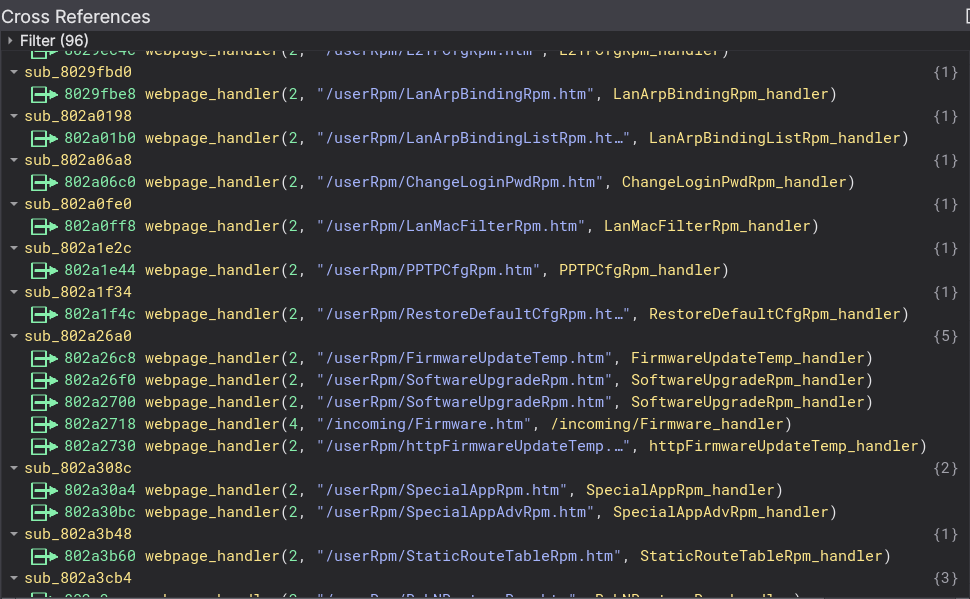 Cross References
Filter (96)
webpage_handler(2,
sub_8029fbd0 {1}
8029fbe8 webpage_handler(2, "/userRpm/LanArpBindingRpm.htm", LanArpBindingRpm_handler)
sub_802a0198 {1}
802a01b0 webpage_handler(2, "/userRpm/LanArpBindingListRpm.ht…", LanArpBindingListRpm_handler)
sub_802a06a8 {1}
802a06c0 webpage_handler(2, "/userRpm/ChangeLoginPwdRpm.htm", ChangeLoginPwdRpm_handler)
sub_802a0fe0 {1}
802a0ff8 webpage_handler(2, "/userRpm/LanMacFilterRpm.htm", LanMacFilterRpm_handler)
sub_802a1e2c {1}
802a1e44 webpage_handler(2, "/userRpm/PPTPCfgRpm.htm", PPTPCfgRpm_handler)
sub_802a1f34 {1}
802a1f4c webpage_handler(2, "/userRpm/RestoreDefaultCfgRpm.ht…", RestoreDefaultCfgRpm_handler)
sub_802a26a0 {5}
802a26c8 webpage_handler(2, "/userRpm/FirmwareUpdateTemp.htm", FirmwareUpdateTemp_handler)
802a26f0 webpage_handler(2, "/userRpm/SoftwareUpgradeRpm.htm", SoftwareUpgradeRpm_handler)
802a2700 webpage_handler(2, "/userRpm/SoftwareUpgradeRpm.htm", SoftwareUpgradeRpm_handler)
802a2718 webpage_handler(4, "/incoming/Firmware.htm", /incoming/Firmware_handler)
802a2730 webpage_handler(2, "/userRpm/httpFirmwareUpdateTemp.…", httpFirmwareUpdateTemp_handler)
sub_802a308c {2}
802a30a4 webpage_handler(2, "/userRpm/SpecialAppRpm.htm", SpecialAppRpm_handler)
802a30bc webpage_handler(2, "/userRpm/SpecialAppAdvRpm.htm", SpecialAppAdvRpm_handler)
sub_802a3b48 {1}
802a3b60 webpage_handler(2, "/userRpm/StaticRouteTableRpm.htm", StaticRouteTableRpm_handler)
sub_802a3cb4 {3}